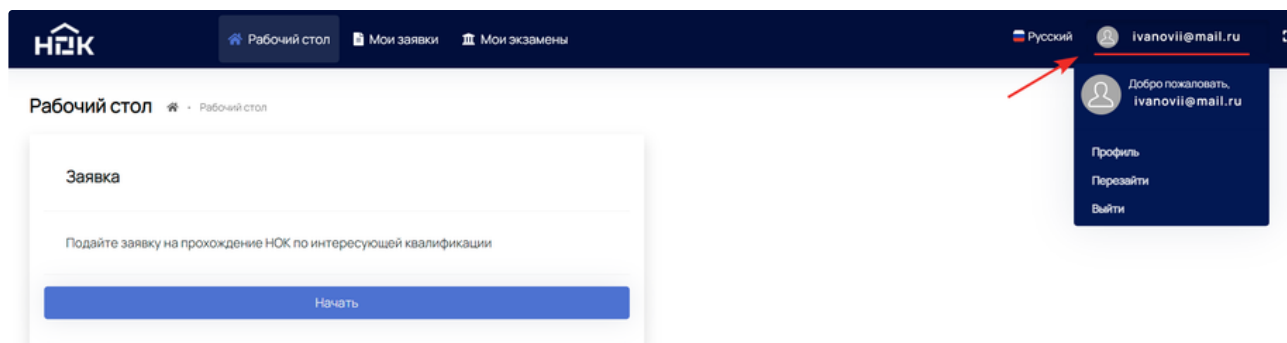 НОК Рабочий стол Мои заявки Мои экзамены Русский ivanovii@mail.ru
Добро пожаловать,
ivanovii@mail.ru
Рабочий стол • Рабочий стол
Профиль
Заявка
Перезайти
Выйти
Подайте заявку на прохождение НОК по интересующей квалификации
Начать